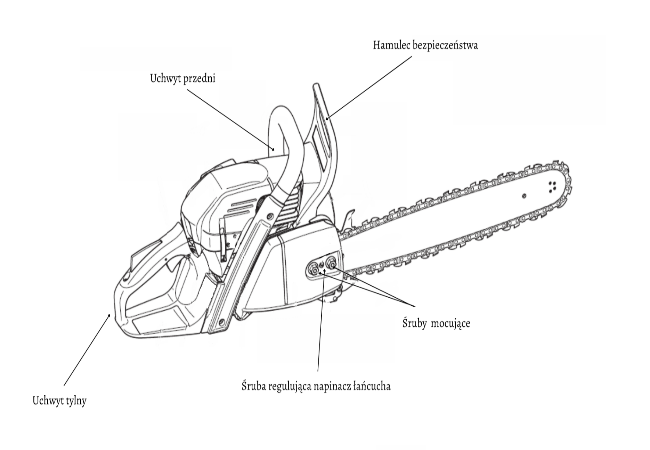 Hamulec bezpieczeństwa
Uchwyt przedni
Śruby mocujące
Śruba regulująca napinacz łańcucha
Uchwyt tylny